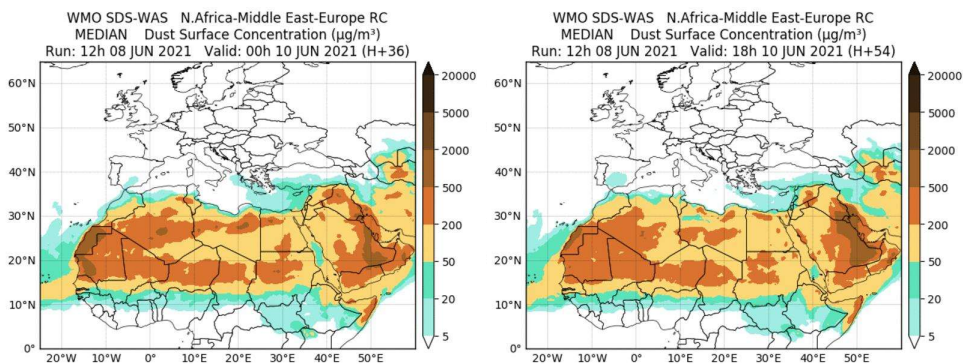 WMO SDS-WAS N.Africa-Middle East-Europe RC
MEDIAN Dust Surface Concentration (µg/m³)
Run: 12h 08 JUN 2021 Valid: 00h 10 JUN 2021 (H+36)
60°N
50°N
40°N
30°N
20°N
10°N
0°
20°W
10°W
0°
10°E
20°E
30°E
40°E
50°E
20000
5000
2000
500
200
50
20
5
WMO SDS-WAS N.Africa-Middle East-Europe RC
MEDIAN Dust Surface Concentration (µg/m³)
Run: 12h 08 JUN 2021 Valid: 18h 10 JUN 2021 (H+54)
60°N
50°N
40°N
30°N
20°N
10°N
0°
20°W
10°W
0°
10°E
20°E
30°E
40°E
50°E
20000
5000
2000
500
200
50
20
5